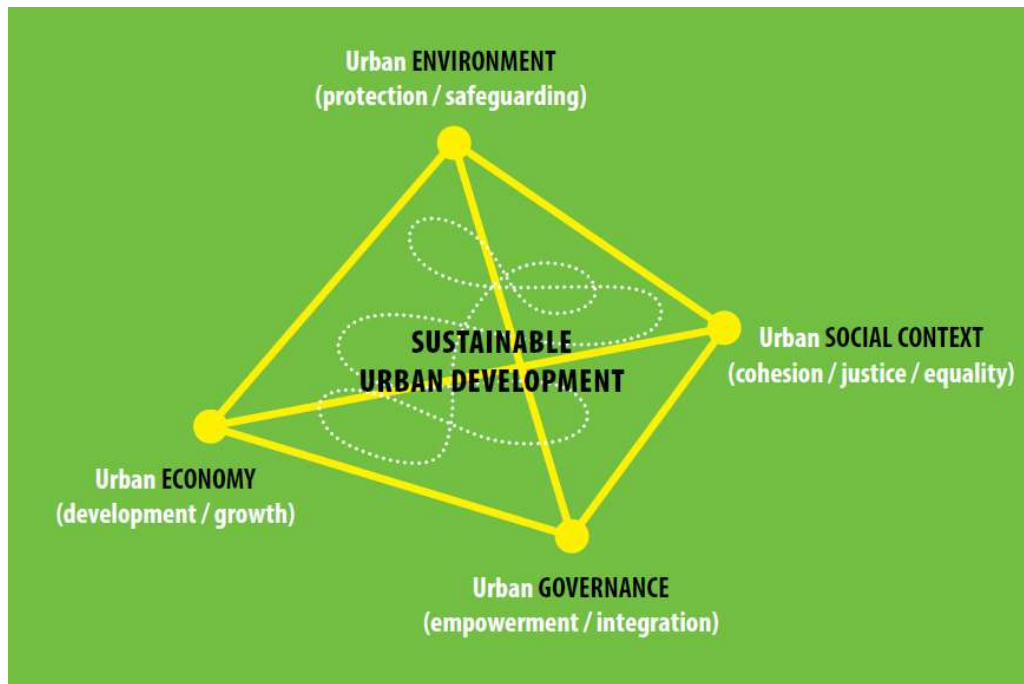 Urban ENVIRONMENT
(protection / safeguarding)
SUSTAINABLE
URBAN DEVELOPMENT
Urban SOCIAL CONTEXT
(cohesion / justice / equality)
Urban ECONOMY
(development / growth)
Urban GOVERNANCE
(empowerment / integration)